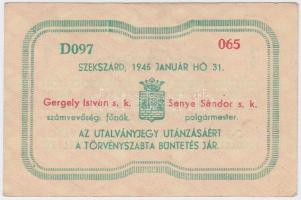 D097 065
SZEKSZÁRD, 1945 JANUÁR HÓ 31.
Gergely István s. k. Senye Sándor s. k.
számvevőségi főnök. polgármester.
AZ UTALVÁNYJEGY UTÁNZÁSÁÉRT
A TÖRVÉNYSZABTA BÜNTETÉS JÁR.